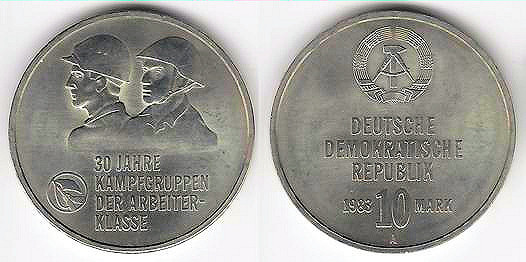 30 JAHRE
KAMPFGRUPPEN
DER ARBEITER-
KLASSE
DEUTSCHE
DEMOKRATISCHE
REPUBLIK
1983 10 MARK
A